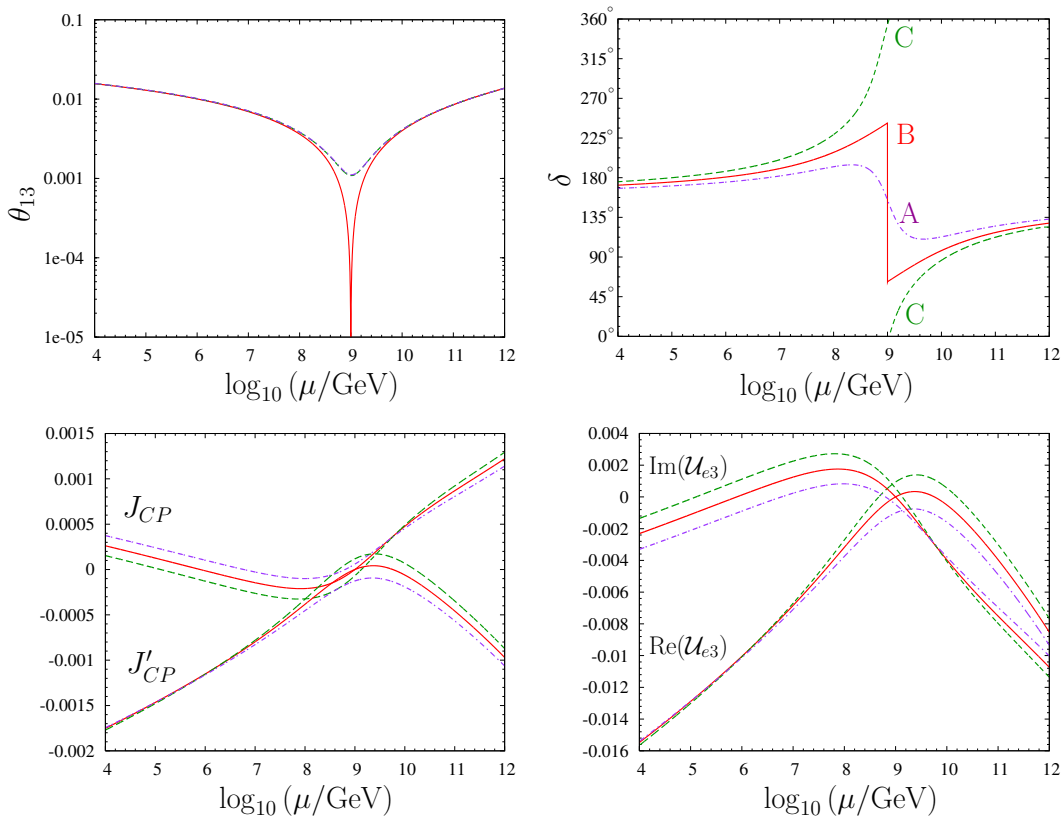 0.1
0.01
0.001
1e-04
1e-05
θ₁₃
4 5 6 7 8 9 10 11 12
log₁₀ (μ/GeV)
360°
315°
270°
225°
180°
135°
90°
45°
0°
δ
C
B
A
C
4 5 6 7 8 9 10 11 12
log₁₀ (μ/GeV)
0.0015
0.001
0.0005
0
-0.0005
-0.001
-0.0015
-0.002
J_CP
J′_CP
4 5 6 7 8 9 10 11 12
log₁₀ (μ/GeV)
0.004
0.002
0
-0.002
-0.004
-0.006
-0.008
-0.01
-0.012
-0.014
-0.016
Im(𝒰ₑ₃)
Re(𝒰ₑ₃)
4 5 6 7 8 9 10 11 12
log₁₀ (μ/GeV)